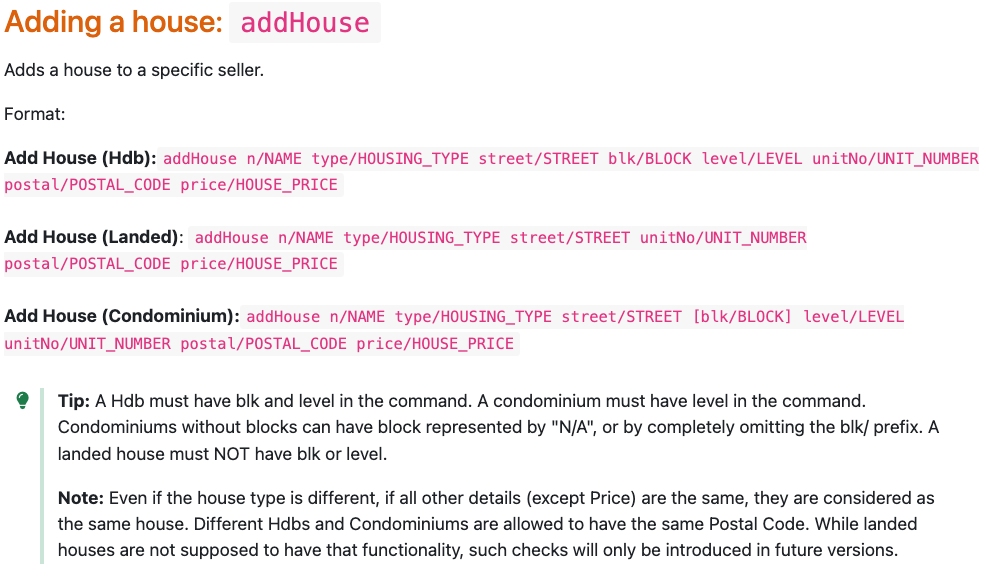 Adding a house: addHouse
Adds a house to a specific seller.
Format:
Add House (Hdb): addHouse n/NAME type/HOUSING_TYPE street/STREET blk/BLOCK level/LEVEL unitNo/UNIT_NUMBER
postal/POSTAL_CODE price/HOUSE_PRICE
Add House (Landed): addHouse n/NAME type/HOUSING_TYPE street/STREET unitNo/UNIT_NUMBER
postal/POSTAL_CODE price/HOUSE_PRICE
Add House (Condominium): addHouse n/NAME type/HOUSING_TYPE street/STREET [blk/BLOCK] level/LEVEL
unitNo/UNIT_NUMBER postal/POSTAL_CODE price/HOUSE_PRICE
Tip: A Hdb must have blk and level in the command. A condominium must have level in the command.
Condominiums without blocks can have block represented by "N/A", or by completely omitting the blk/ prefix. A
landed house must NOT have blk or level.
Note: Even if the house type is different, if all other details (except Price) are the same, they are considered as
the same house. Different Hdbs and Condominiums are allowed to have the same Postal Code. While landed
houses are not supposed to have that functionality, such checks will only be introduced in future versions.